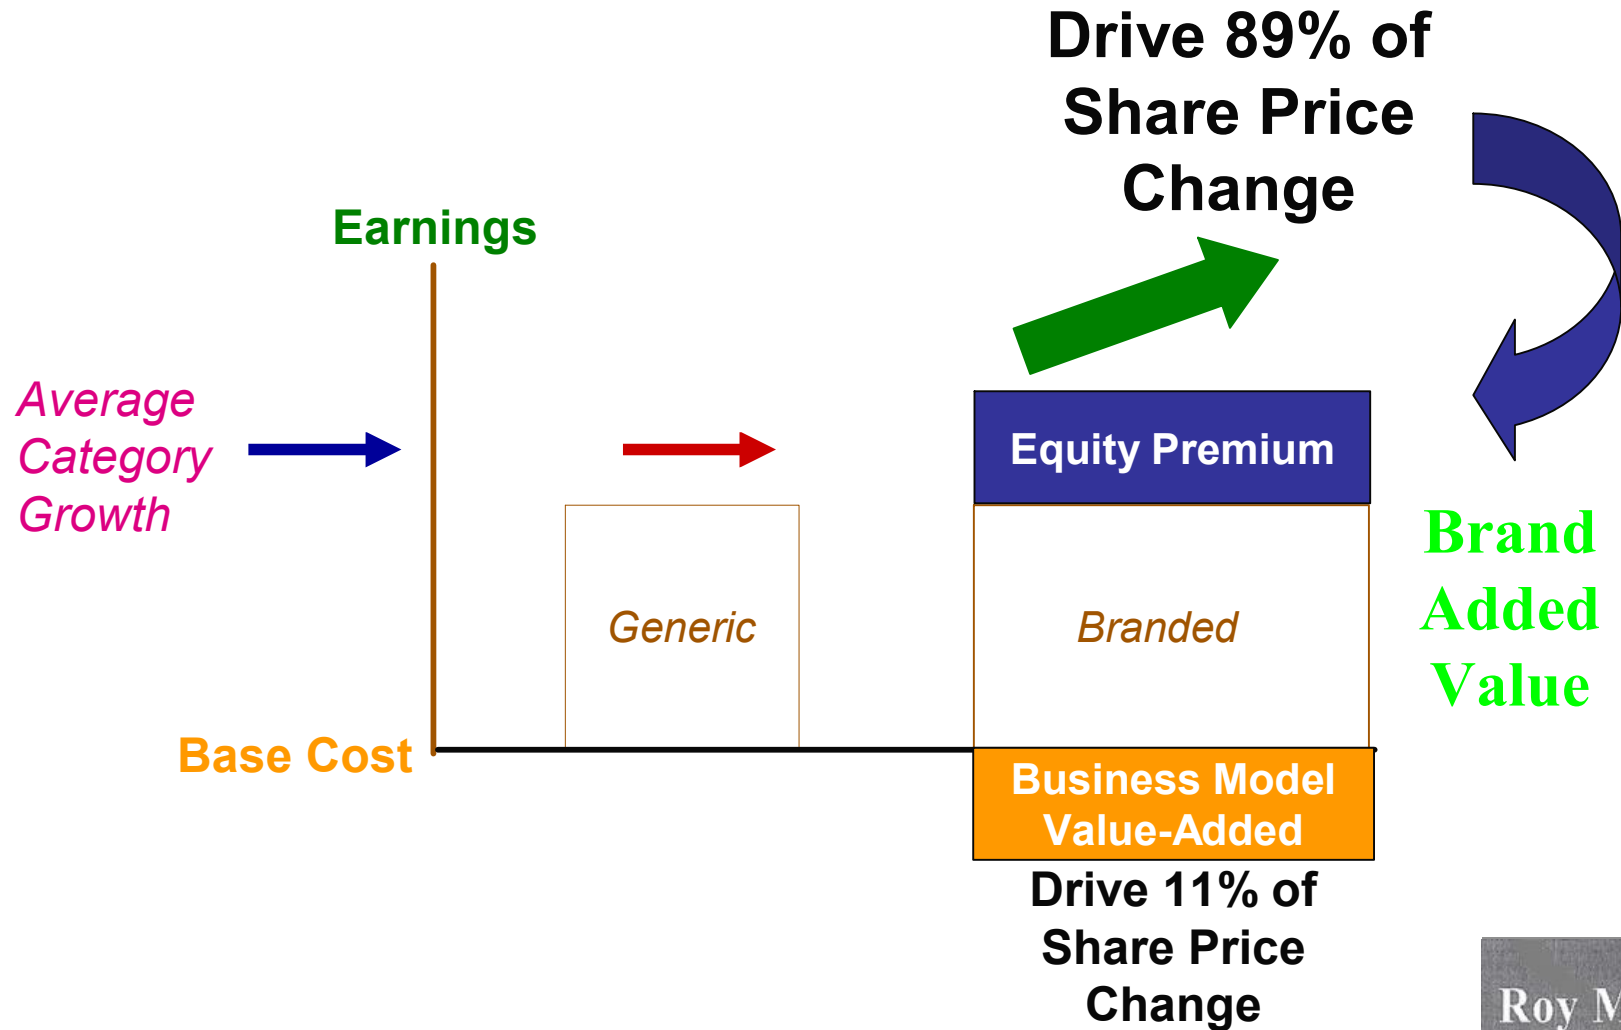 Drive 89% of
Share Price
Change
Earnings
Average
Category
Growth
Equity Premium
Generic
Branded
Brand
Added
Value
Base Cost
Business Model
Value-Added
Drive 11% of
Share Price
Change
Roy